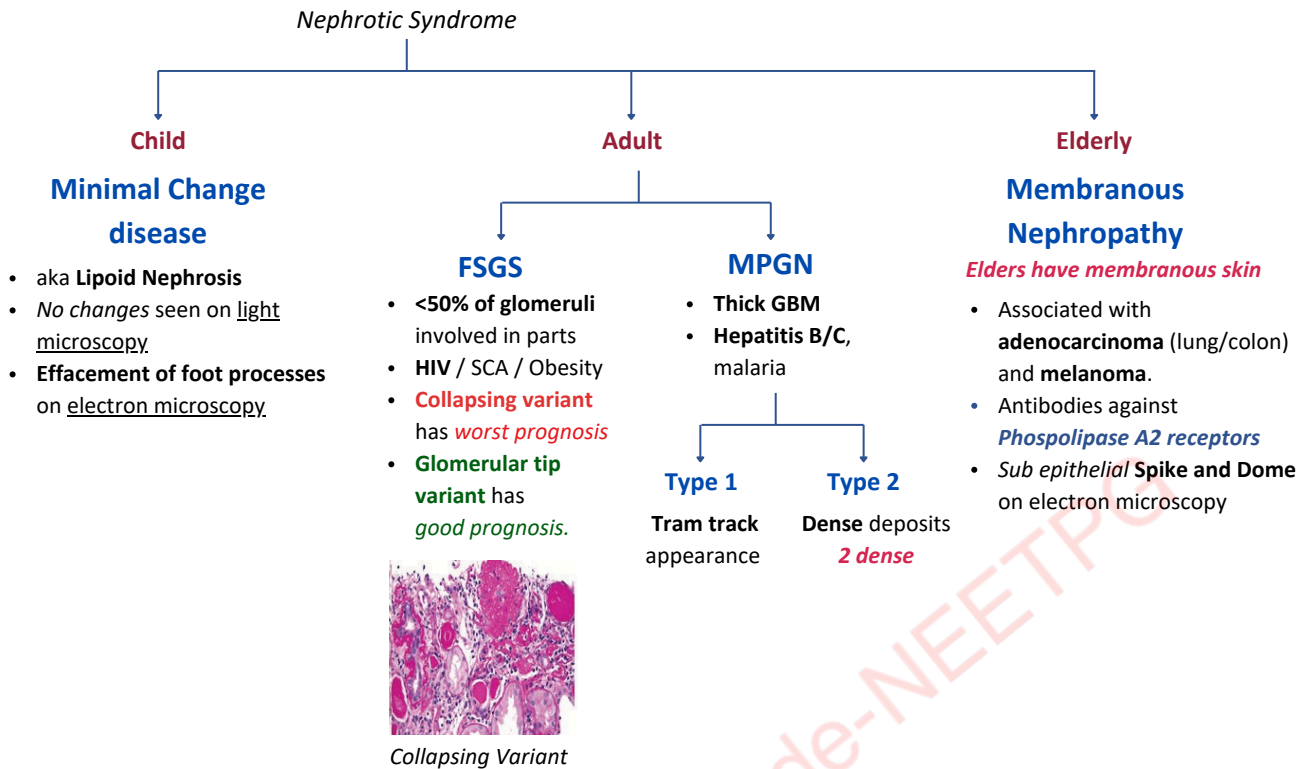 Nephrotic Syndrome
Child
Minimal Change
disease
• aka Lipoid Nephrosis
• No changes seen on light
microscopy
• Effacement of foot processes
on electron microscopy
Adult
FSGS
• <50% of glomeruli
involved in parts
• HIV / SCA / Obesity
• Collapsing variant
has worst prognosis
• Glomerular tip
variant has
good prognosis.
Collapsing Variant
MPGN
• Thick GBM
• Hepatitis B/C,
malaria
Type 1
Tram track
appearance
Type 2
Dense deposits
2 dense
Elderly
Membranous
Nephropathy
Elders have membranous skin
• Associated with
adenocarcinoma (lung/colon)
and melanoma.
• Antibodies against
Phospolipase A2 receptors
• Sub epithelial Spike and Dome
on electron microscopy
de-NEETPG